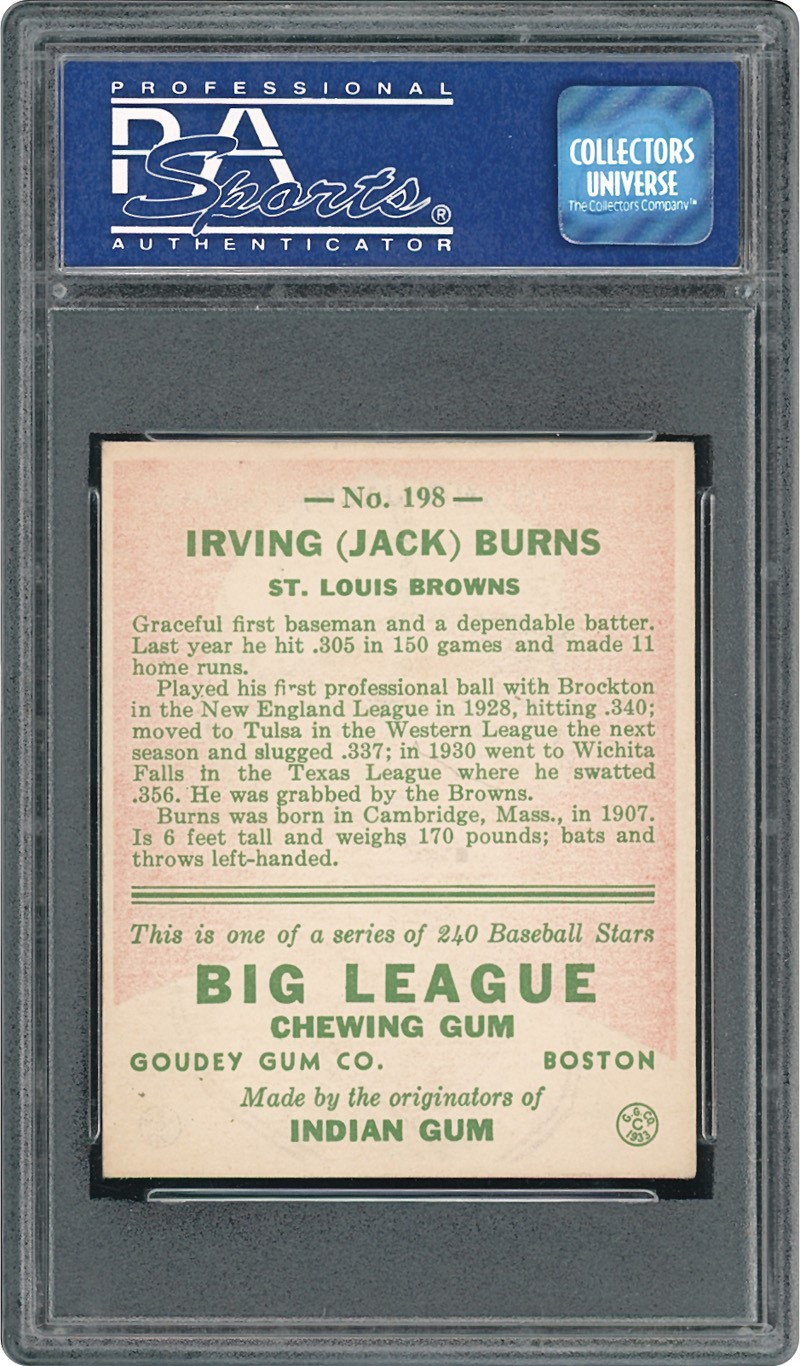 PROFESSIONAL
PSA
Sports®
AUTHENTICATOR
COLLECTORS
UNIVERSE
The Collectors Company™
— No. 198 —
IRVING (JACK) BURNS
ST. LOUIS BROWNS
Graceful first baseman and a dependable batter.
Last year he hit .305 in 150 games and made 11
home runs.
Played his first professional ball with Brockton
in the New England League in 1928, hitting .340;
moved to Tulsa in the Western League the next
season and slugged .337; in 1930 went to Wichita
Falls in the Texas League where he swatted
.356. He was grabbed by the Browns.
Burns was born in Cambridge, Mass., in 1907.
Is 6 feet tall and weighs 170 pounds; bats and
throws left-handed.
This is one of a series of 240 Baseball Stars
BIG LEAGUE
CHEWING GUM
GOUDEY GUM CO. BOSTON
Made by the originators of
INDIAN GUM
G.G.CO.
C
1933